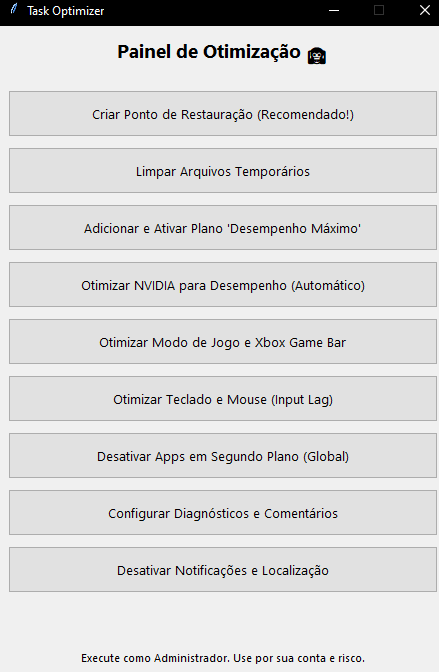 Task Optimizer
Painel de Otimização
Criar Ponto de Restauração (Recomendado!)
Limpar Arquivos Temporários
Adicionar e Ativar Plano 'Desempenho Máximo'
Otimizar NVIDIA para Desempenho (Automático)
Otimizar Modo de Jogo e Xbox Game Bar
Otimizar Teclado e Mouse (Input Lag)
Desativar Apps em Segundo Plano (Global)
Configurar Diagnósticos e Comentários
Desativar Notificações e Localização
Execute como Administrador. Use por sua conta e risco.